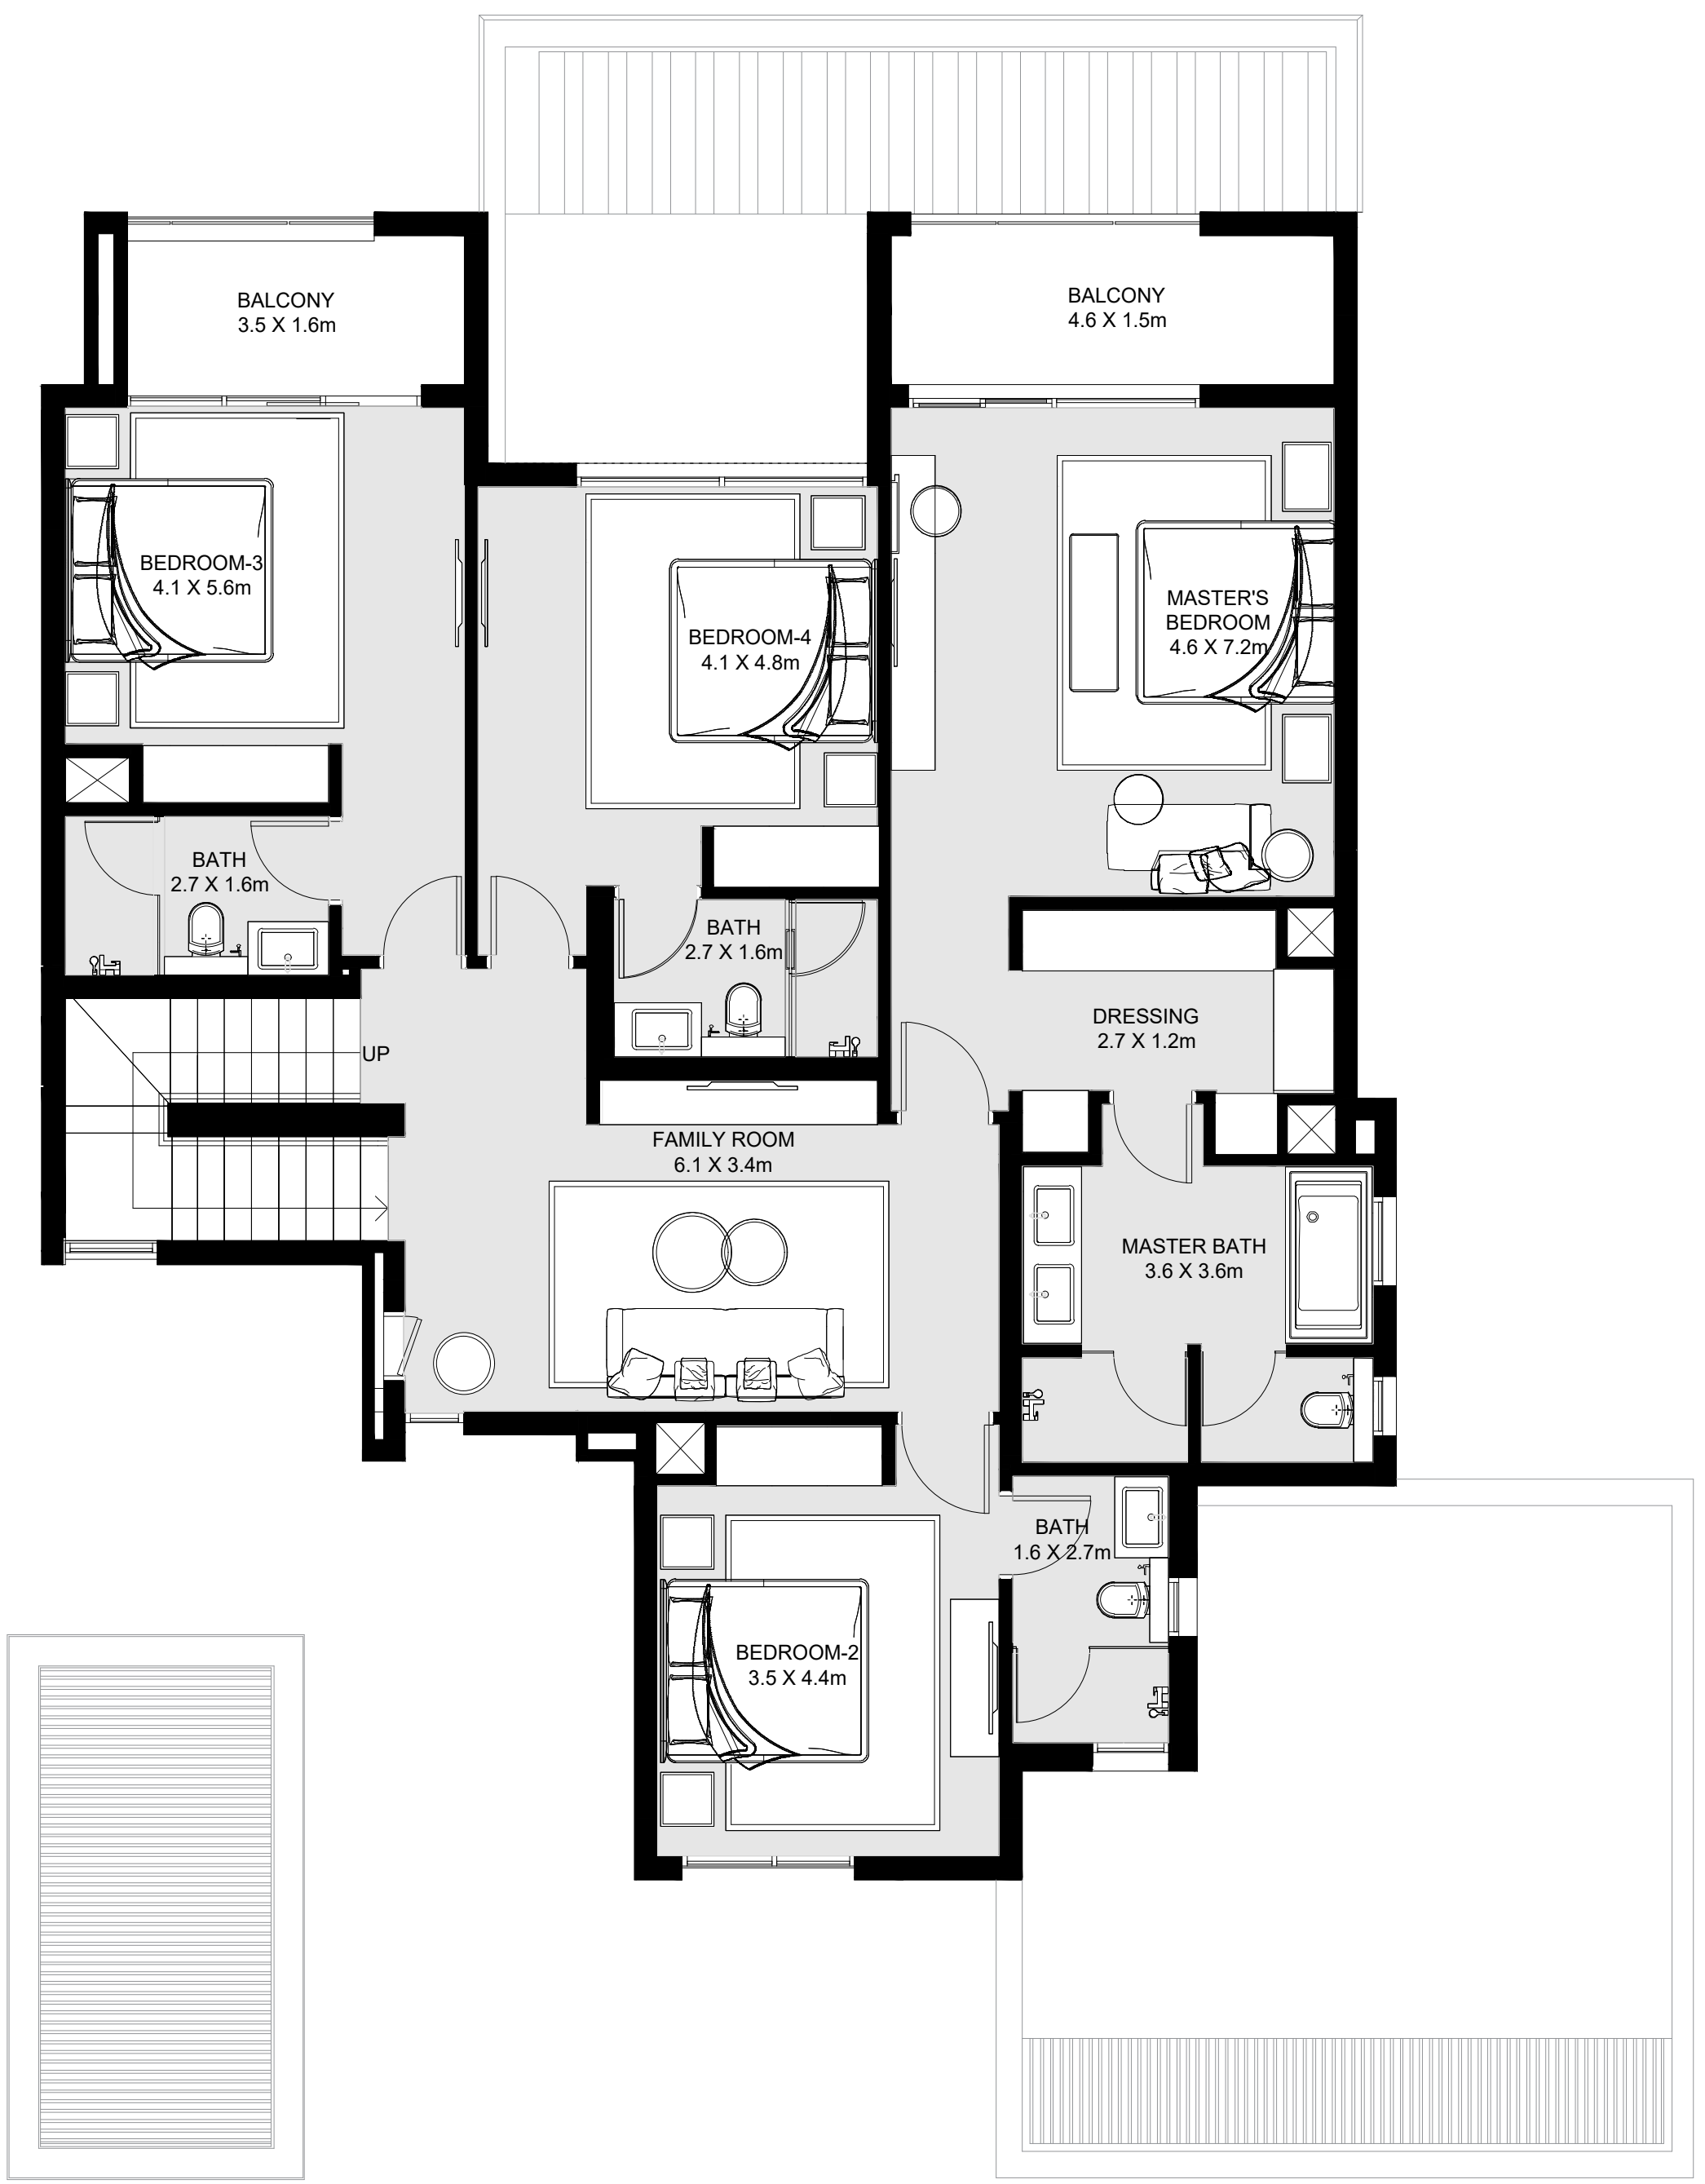 BALCONY
3.5 X 1.6m
BALCONY
4.6 X 1.5m
BEDROOM-3
4.1 X 5.6m
BEDROOM-4
4.1 X 4.8m
MASTER'S
BEDROOM
4.6 X 7.2m
BATH
2.7 X 1.6m
BATH
2.7 X 1.6m
DRESSING
2.7 X 1.2m
UP
FAMILY ROOM
6.1 X 3.4m
MASTER BATH
3.6 X 3.6m
BATH
1.6 X 2.7m
BEDROOM-2
3.5 X 4.4m